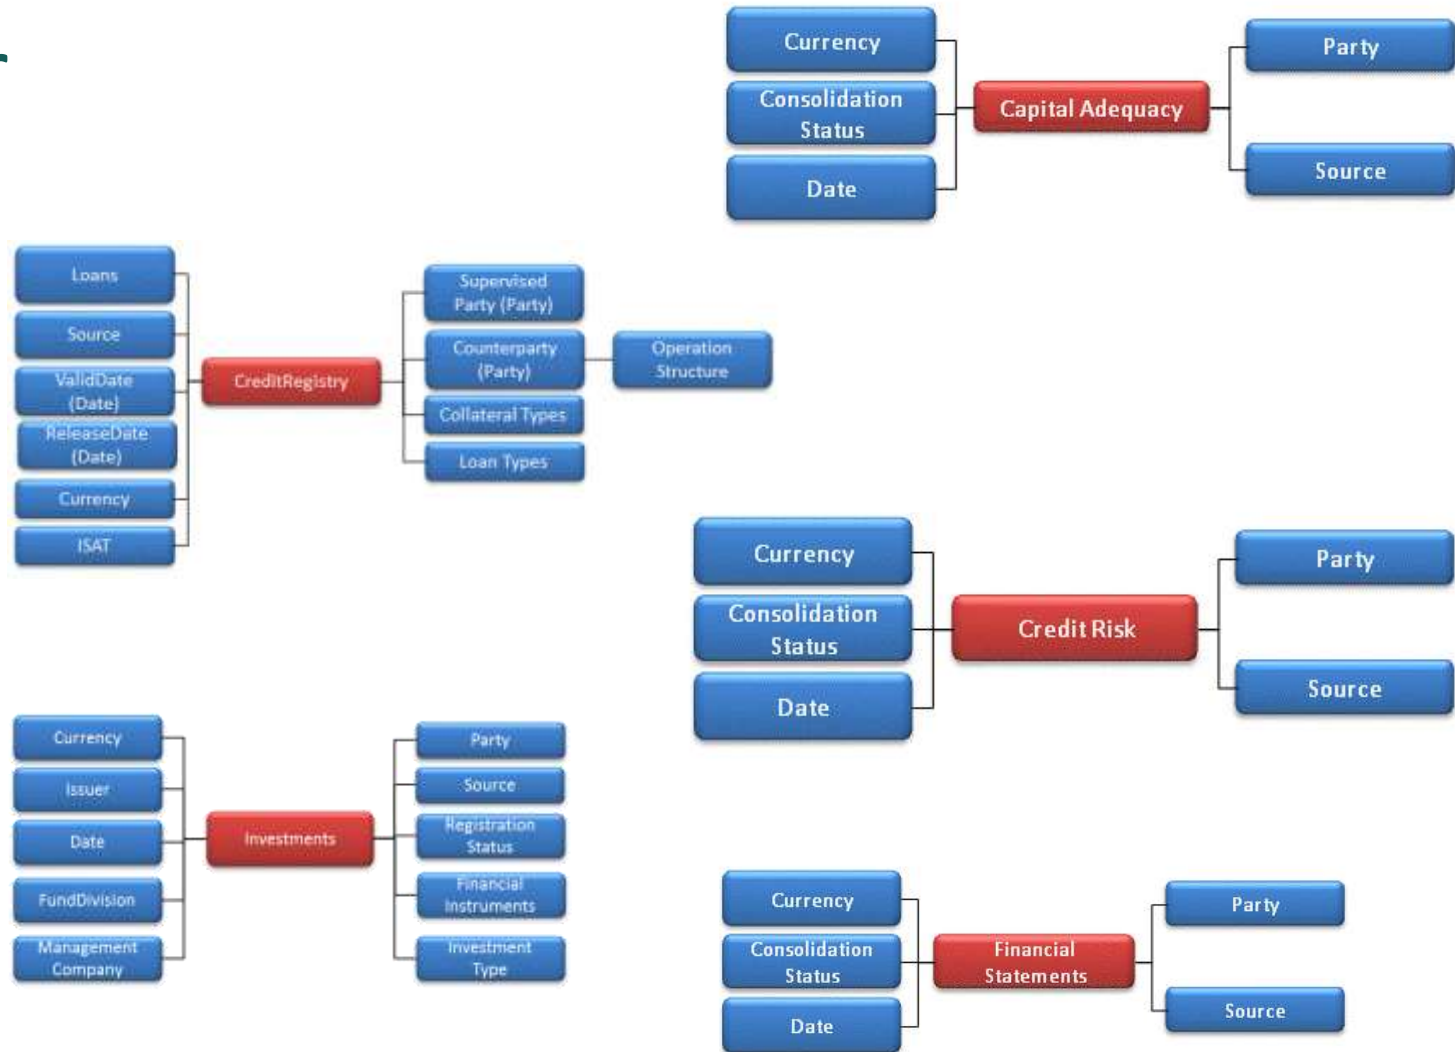 Currency
Consolidation
Status
Date
Capital Adequacy
Party
Source
Loans
Source
ValidDate
(Date)
ReleaseDate
(Date)
Currency
ISAT
CreditRegistry
Supervised
Party (Party)
Counterparty
(Party)
Collateral Types
Loan Types
Operation
Structure
Currency
Consolidation
Status
Date
Credit Risk
Party
Source
Currency
Issuer
Date
FundDivision
Management
Company
Investments
Party
Source
Registration
Status
Financial
Instruments
Investment
Type
Currency
Consolidation
Status
Date
Financial
Statements
Party
Source